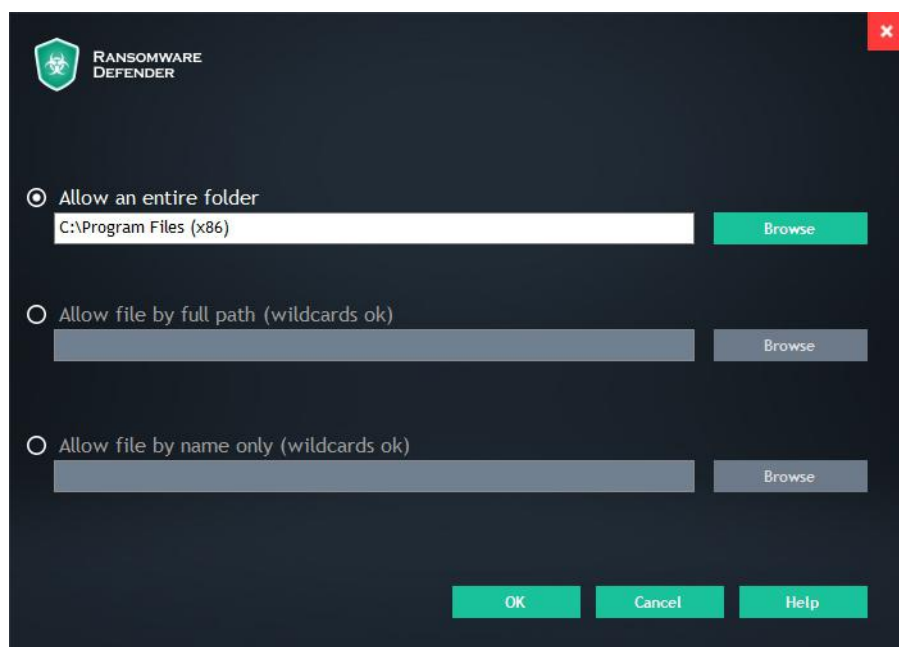 RANSOMWARE
DEFENDER
Allow an entire folder
C:\Program Files (x86)
Browse
Allow file by full path (wildcards ok)
Browse
Allow file by name only (wildcards ok)
Browse
OK
Cancel
Help